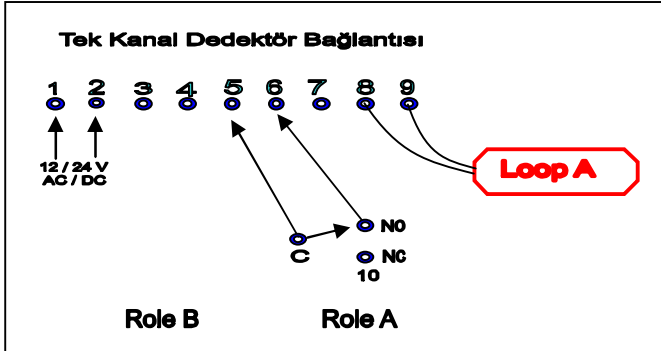 Tek Kanal Dedektör Bağlantısı
1 2 3 4 5 6 7 8 9
12 / 24 V
AC / DC
Loop A
NO
C
NC
10
Role B
Role A